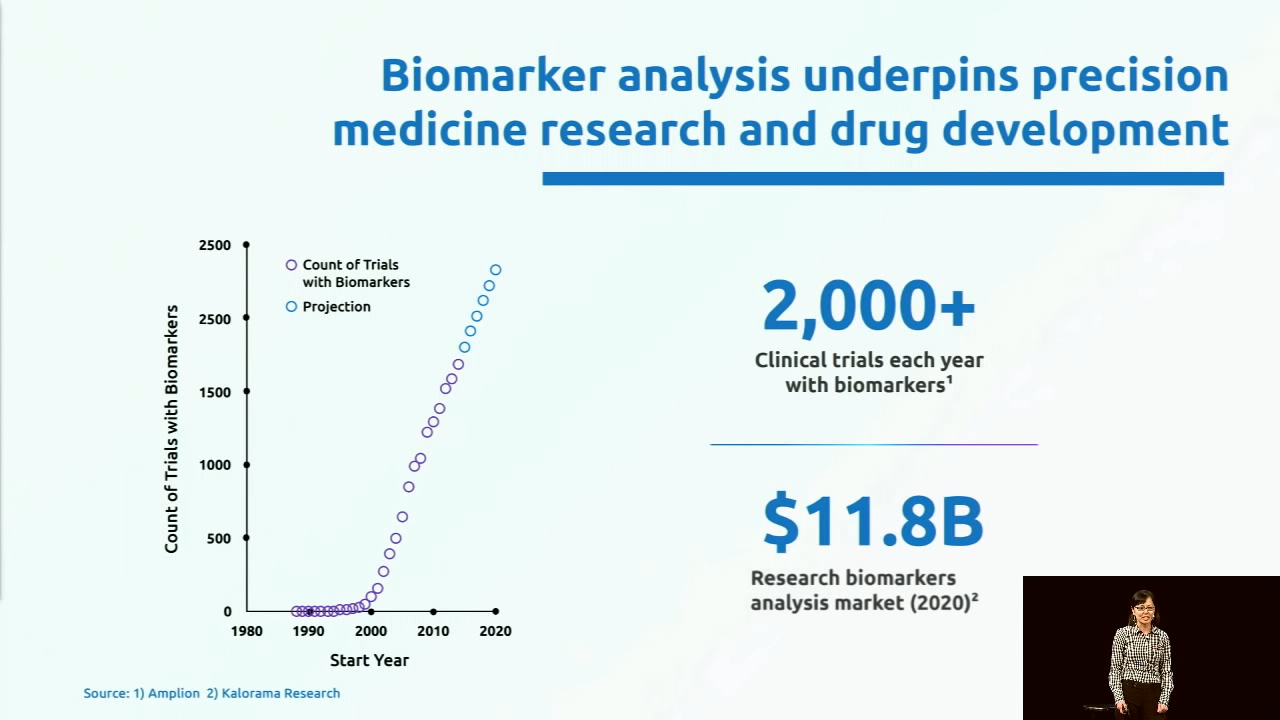 Biomarker analysis underpins precision
medicine research and drug development
Count of Trials with Biomarkers
2500
2500
1500
1000
500
0
Count of Trials
with Biomarkers
Projection
1980
1990
2000
2010
2020
Start Year
2,000+
Clinical trials each year
with biomarkers¹
$11.8B
Research biomarkers
analysis market (2020)²
Source: 1) Amplion 2) Kalorama Research